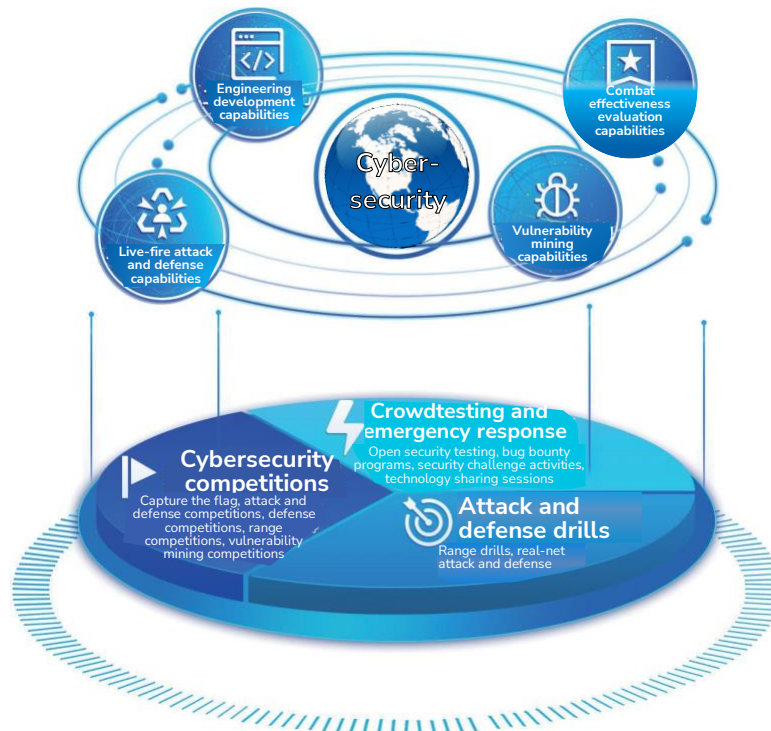 Engineering
development
capabilities
Combat
effectiveness
evaluation
capabilities
Cyber-
security
Live-fire attack
and defense
capabilities
Vulnerability
mining
capabilities
Crowdtesting and
emergency response
Open security testing, bug bounty
programs, security challenge activities,
technology sharing sessions
Cybersecurity
competitions
Capture the flag, attack and
defense competitions, defense
competitions, range
competitions, vulnerability
mining competitions
Attack and
defense drills
Range drills, real-net
attack and defense